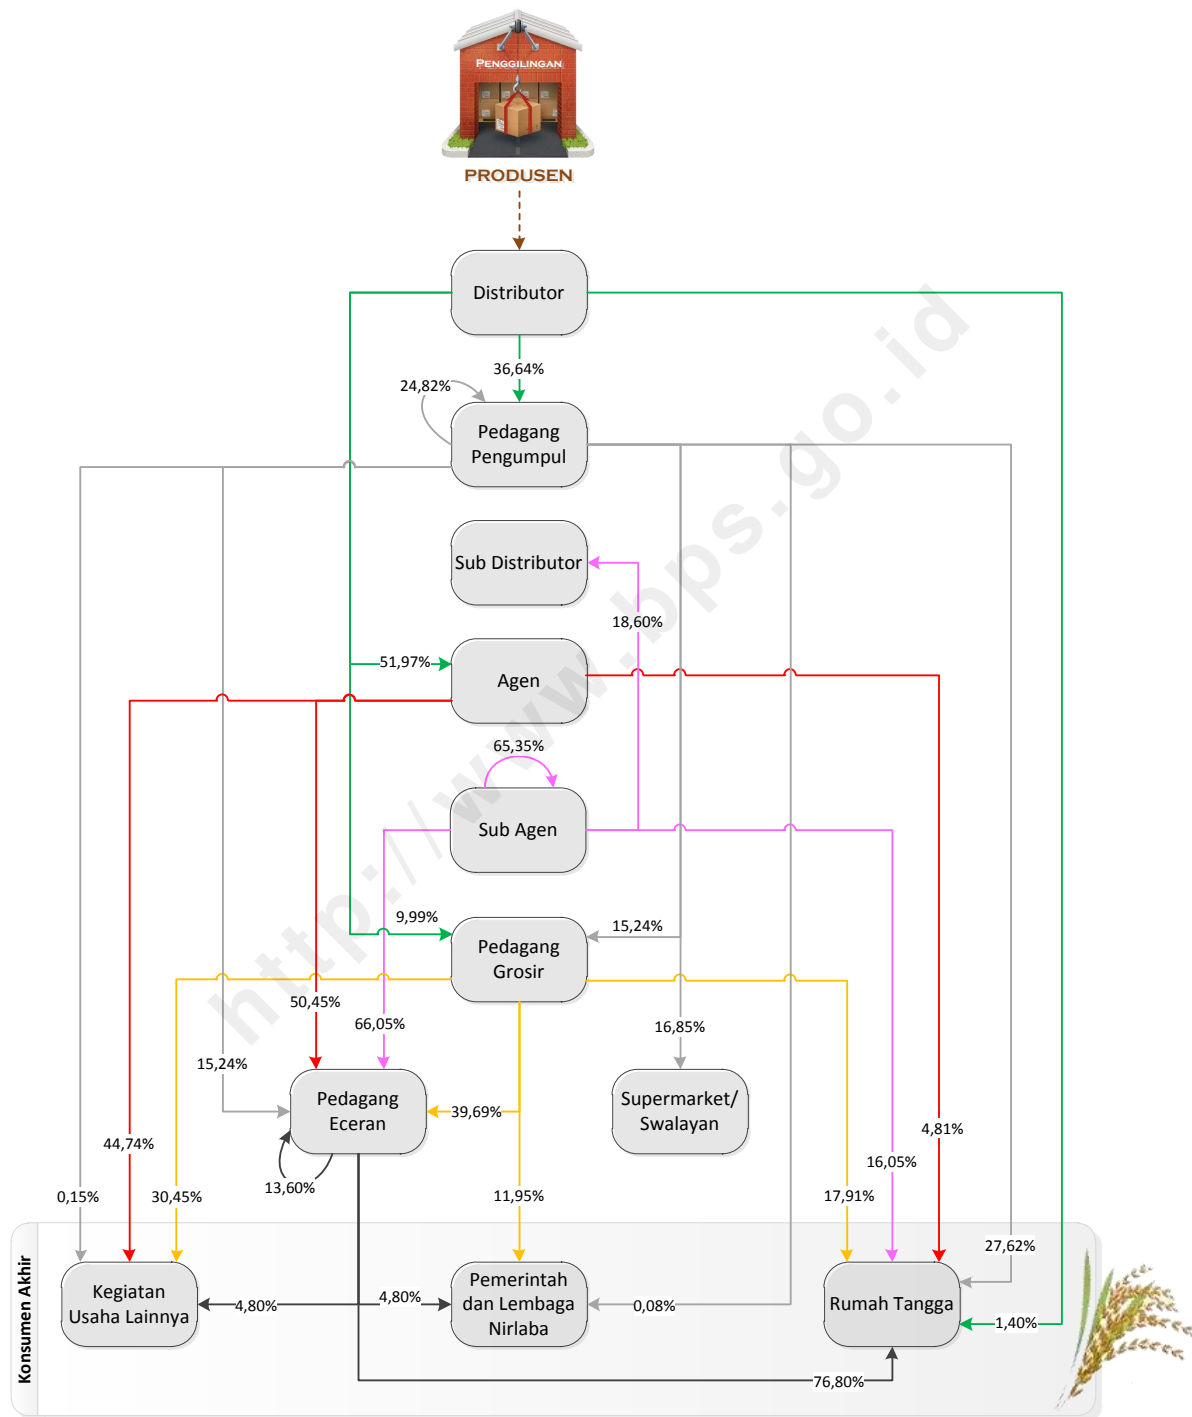 PENGGILINGAN
PRODUSEN
Distributor
36,64%
24,82%
Pedagang
Pengumpul
Sub Distributor
18,60%
51,97%
Agen
65,35%
Sub Agen
9,99%
Pedagang
Grosir
15,24%
50,45%
66,05%
16,85%
15,24%
Pedagang
Eceran
39,69%
Supermarket/
Swalayan
44,74%
4,81%
16,05%
13,60%
0,15%
30,45%
11,95%
17,91%
27,62%
Konsumen Akhir
Kegiatan
Usaha Lainnya
4,80%
4,80%
Pemerintah
dan Lembaga
Nirlaba
0,08%
Rumah Tangga
1,40%
76,80%
http://www.bps.go.id